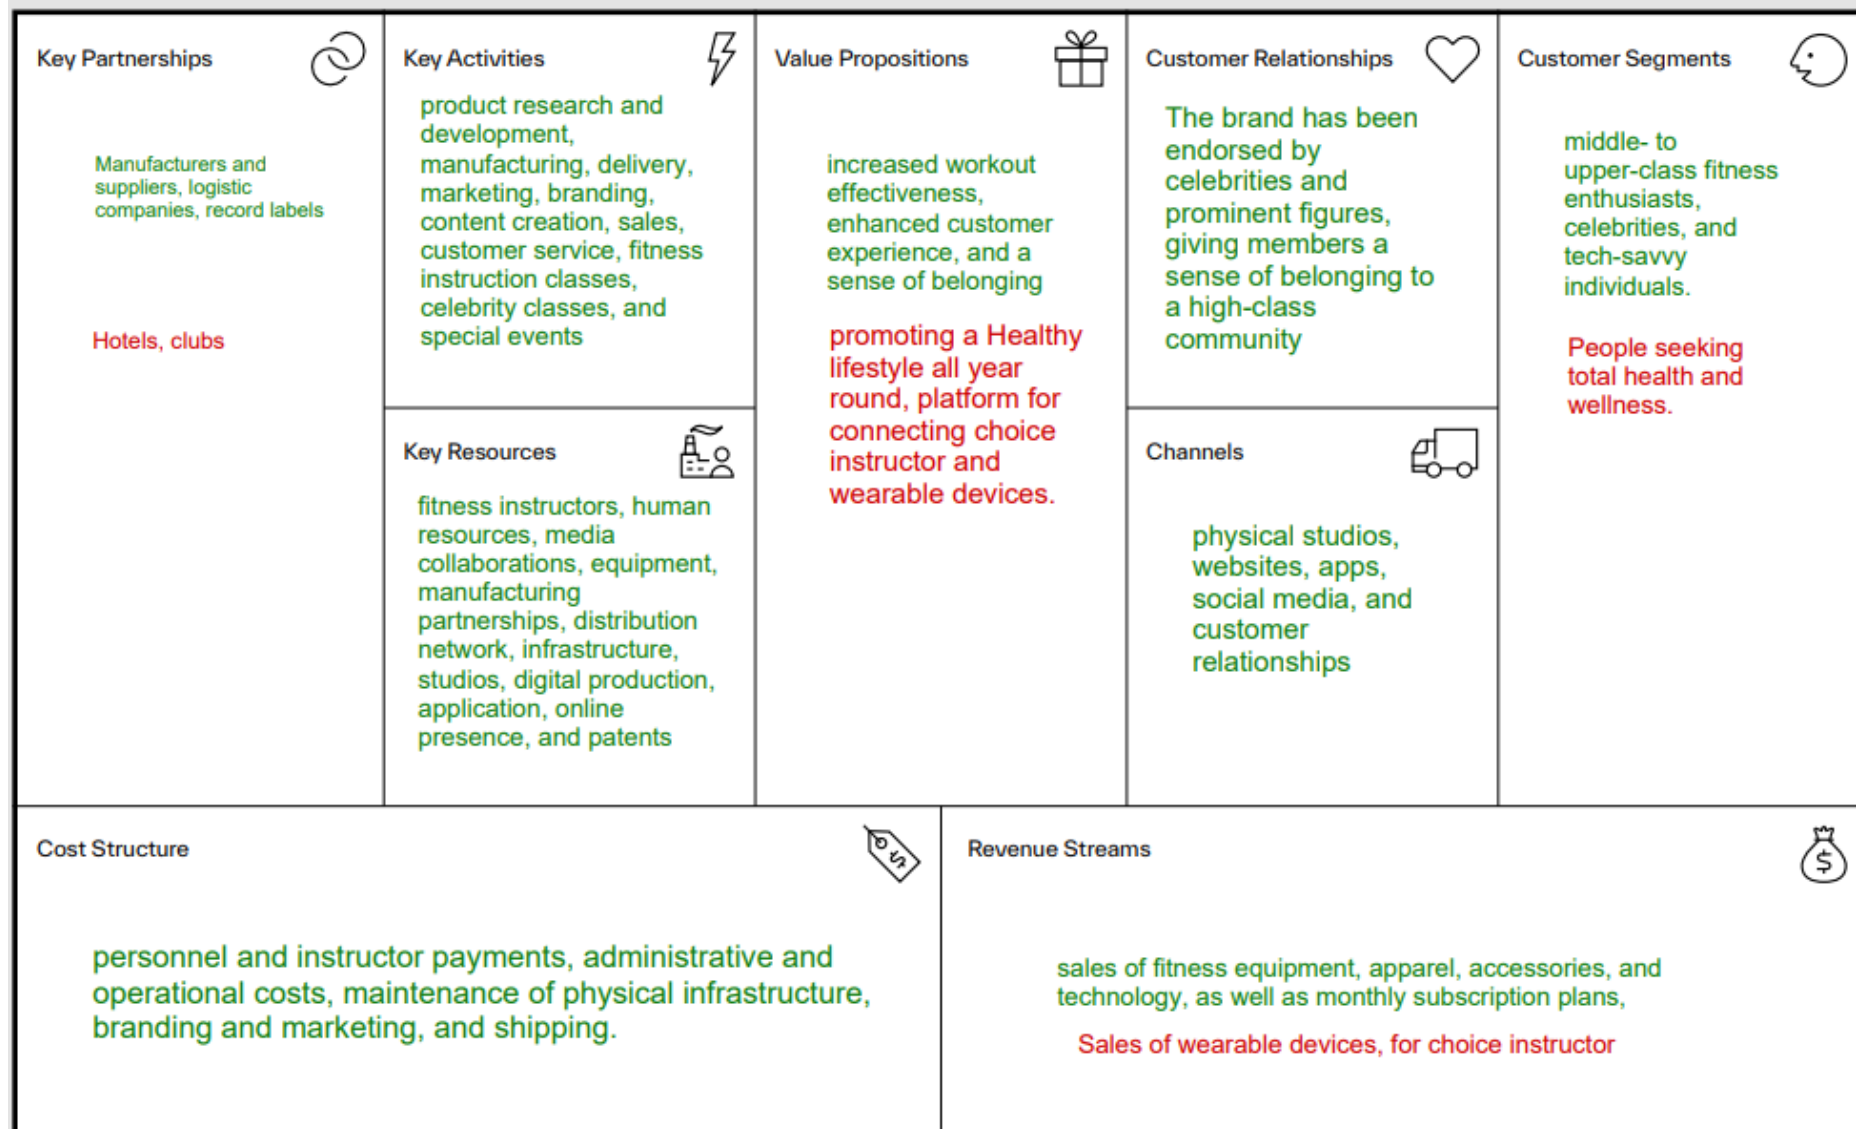 Key Partnerships
Manufacturers and
suppliers, logistic
companies, record labels
Hotels, clubs
Key Activities
product research and
development,
manufacturing, delivery,
marketing, branding,
content creation, sales,
customer service, fitness
instruction classes,
celebrity classes, and
special events
Key Resources
fitness instructors, human
resources, media
collaborations, equipment,
manufacturing
partnerships, distribution
network, infrastructure,
studios, digital production,
application, online
presence, and patents
Value Propositions
increased workout
effectiveness,
enhanced customer
experience, and a
sense of belonging
promoting a Healthy
lifestyle all year
round, platform for
connecting choice
instructor and
wearable devices.
Customer Relationships
The brand has been
endorsed by
celebrities and
prominent figures,
giving members a
sense of belonging to
a high-class
community
Channels
physical studios,
websites, apps,
social media, and
customer
relationships
Customer Segments
middle- to
upper-class fitness
enthusiasts,
celebrities, and
tech-savvy
individuals.
People seeking
total health and
wellness.
Cost Structure
$
personnel and instructor payments, administrative and
operational costs, maintenance of physical infrastructure,
branding and marketing, and shipping.
Revenue Streams
$
sales of fitness equipment, apparel, accessories, and
technology, as well as monthly subscription plans,
Sales of wearable devices, for choice instructor